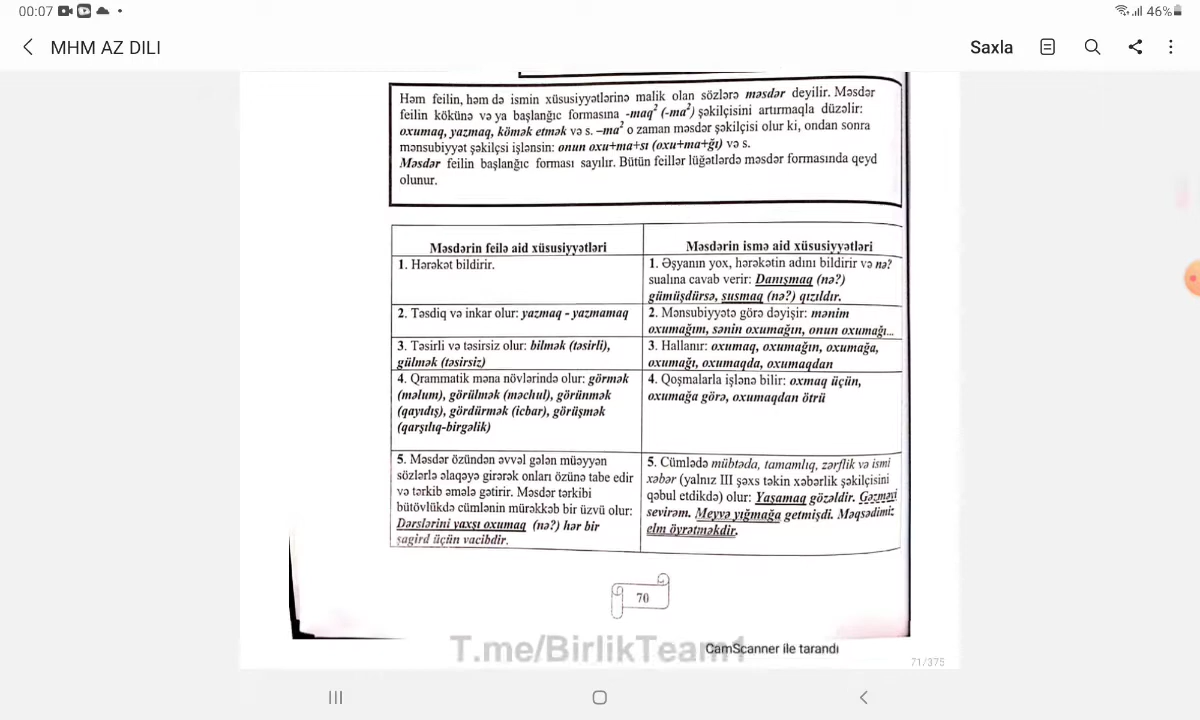 00:07
46%
MHM AZ DILI
Saxla
Həm feilin, həm də ismin xüsusiyyətlərinə malik olan sözlərə məsdər deyilir. Məsdər
feilin kökünə və ya başlanğıc formasına -maq² (-ma²) şəkilçisini artırmaqla düzəlir:
oxumaq, yazmaq, kömək etmək və s. –ma² o zaman məsdər şəkilçisi olur ki, ondan sonra
mənsubiyyət şəkilçsi işlənsin: onun oxu+ma+sı (oxu+ma+ğı) və s.
Məsdər feilin başlanğıc forması sayılır. Bütün feillər lüğətlərdə məsdər formasında qeyd
olunur.
Məsdərin feilə aid xüsusiyyətləri
1. Hərəkət bildirir.
2. Təsdiq və inkar olur: yazmaq - yazmamaq
3. Təsirli və təsirsiz olur: bilmək (təsirli),
gülmək (təsirsiz)
4. Qrammatik məna növlərində olur: görmək
(məlum), görülmək (məchul), görünmək
(qayıdış), gördürmək (icbar), görüşmək
(qarşılıq-birgəlik)
5. Məsdər özündən əvvəl gələn müəyyən
sözlərlə əlaqəyə girərək onları özünə tabe edir
və tərkib əmələ gətirir. Məsdər tərkibi
bütövlükdə cümlənin mürəkkəb bir üzvü olur:
Dərslərini yaxşı oxumaq (nə?) hər bir
şagird üçün vacibdir.
Məsdərin ismə aid xüsusiyyətləri
1. Əşyanın yox, hərəkətin adını bildirir və nə?
sualına cavab verir: Danışmaq (nə?)
gümüşdürsə, susmaq (nə?) qızıldır.
2. Mənsubiyyətə görə dəyişir: mənim
oxumağım, sənin oxumağın, onun oxumağı...
3. Hallanır: oxumaq, oxumağın, oxumağa,
oxumağı, oxumaqda, oxumaqdan
4. Qoşmalarla işlənə bilir: oxmaq üçün,
oxumağa görə, oxumaqdan ötrü
5. Cümlədə mübtəda, tamamlıq, zərflik və ismi
xəbər (yalnız III şəxs təkin xəbərlik şəkilçisini
qəbul etdikdə) olur: Yaşamaq gözəldir. Gəzməyi
sevirəm. Meyvə yığmağa getmişdi. Məqsədimiz
elm öyrətməkdir.
70
T.me/BirlikTeam1
CamScanner ile tarandı
71/375